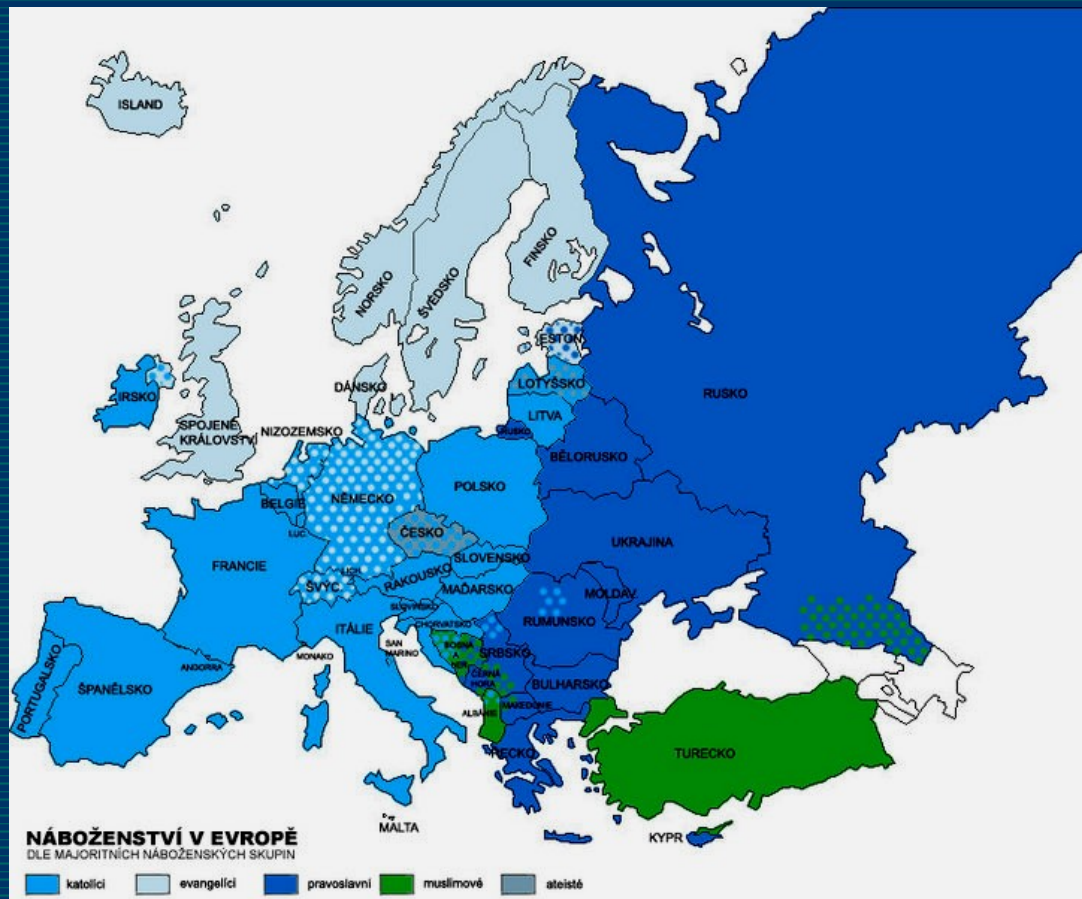 ISLAND
NORSKO
ŠVÉDSKO
FINSKO
ESTON.
LOTYŠSKO
LITVA
RUSKO
DÁNSKO
IRSKO
SPOJENÉ
KRÁLOVSTVÍ
NIZOZEMSKO
RUSKO
BĚLORUSKO
POLSKO
NĚMECKO
BELGIE
LUC.
ČESKO
UKRAJINA
SLOVENSKO
FRANCIE
LICH.
ŠVÝC.
RAKOUSKO
MAĎARSKO
MOLDAV.
RUMUNSKO
SLOVINSKO
CHORVATSKO
ITÁLIE
BOSNA
A
HER.
SRBSKO
SAN
MARINO
MONAKO
ANDORRA
ČERNÁ
HORA
BULHARSKO
PORTUGALSKO
ŠPANĚLSKO
ALBÁNIE
MAKEDONIE
ŘECKO
TURECKO
MALTA
KYPR
NÁBOŽENSTVÍ V EVROPĚ
DLE MAJORITNÍCH NÁBOŽENSKÝCH SKUPIN
katolíci
evangelíci
pravoslavní
muslimové
ateisté